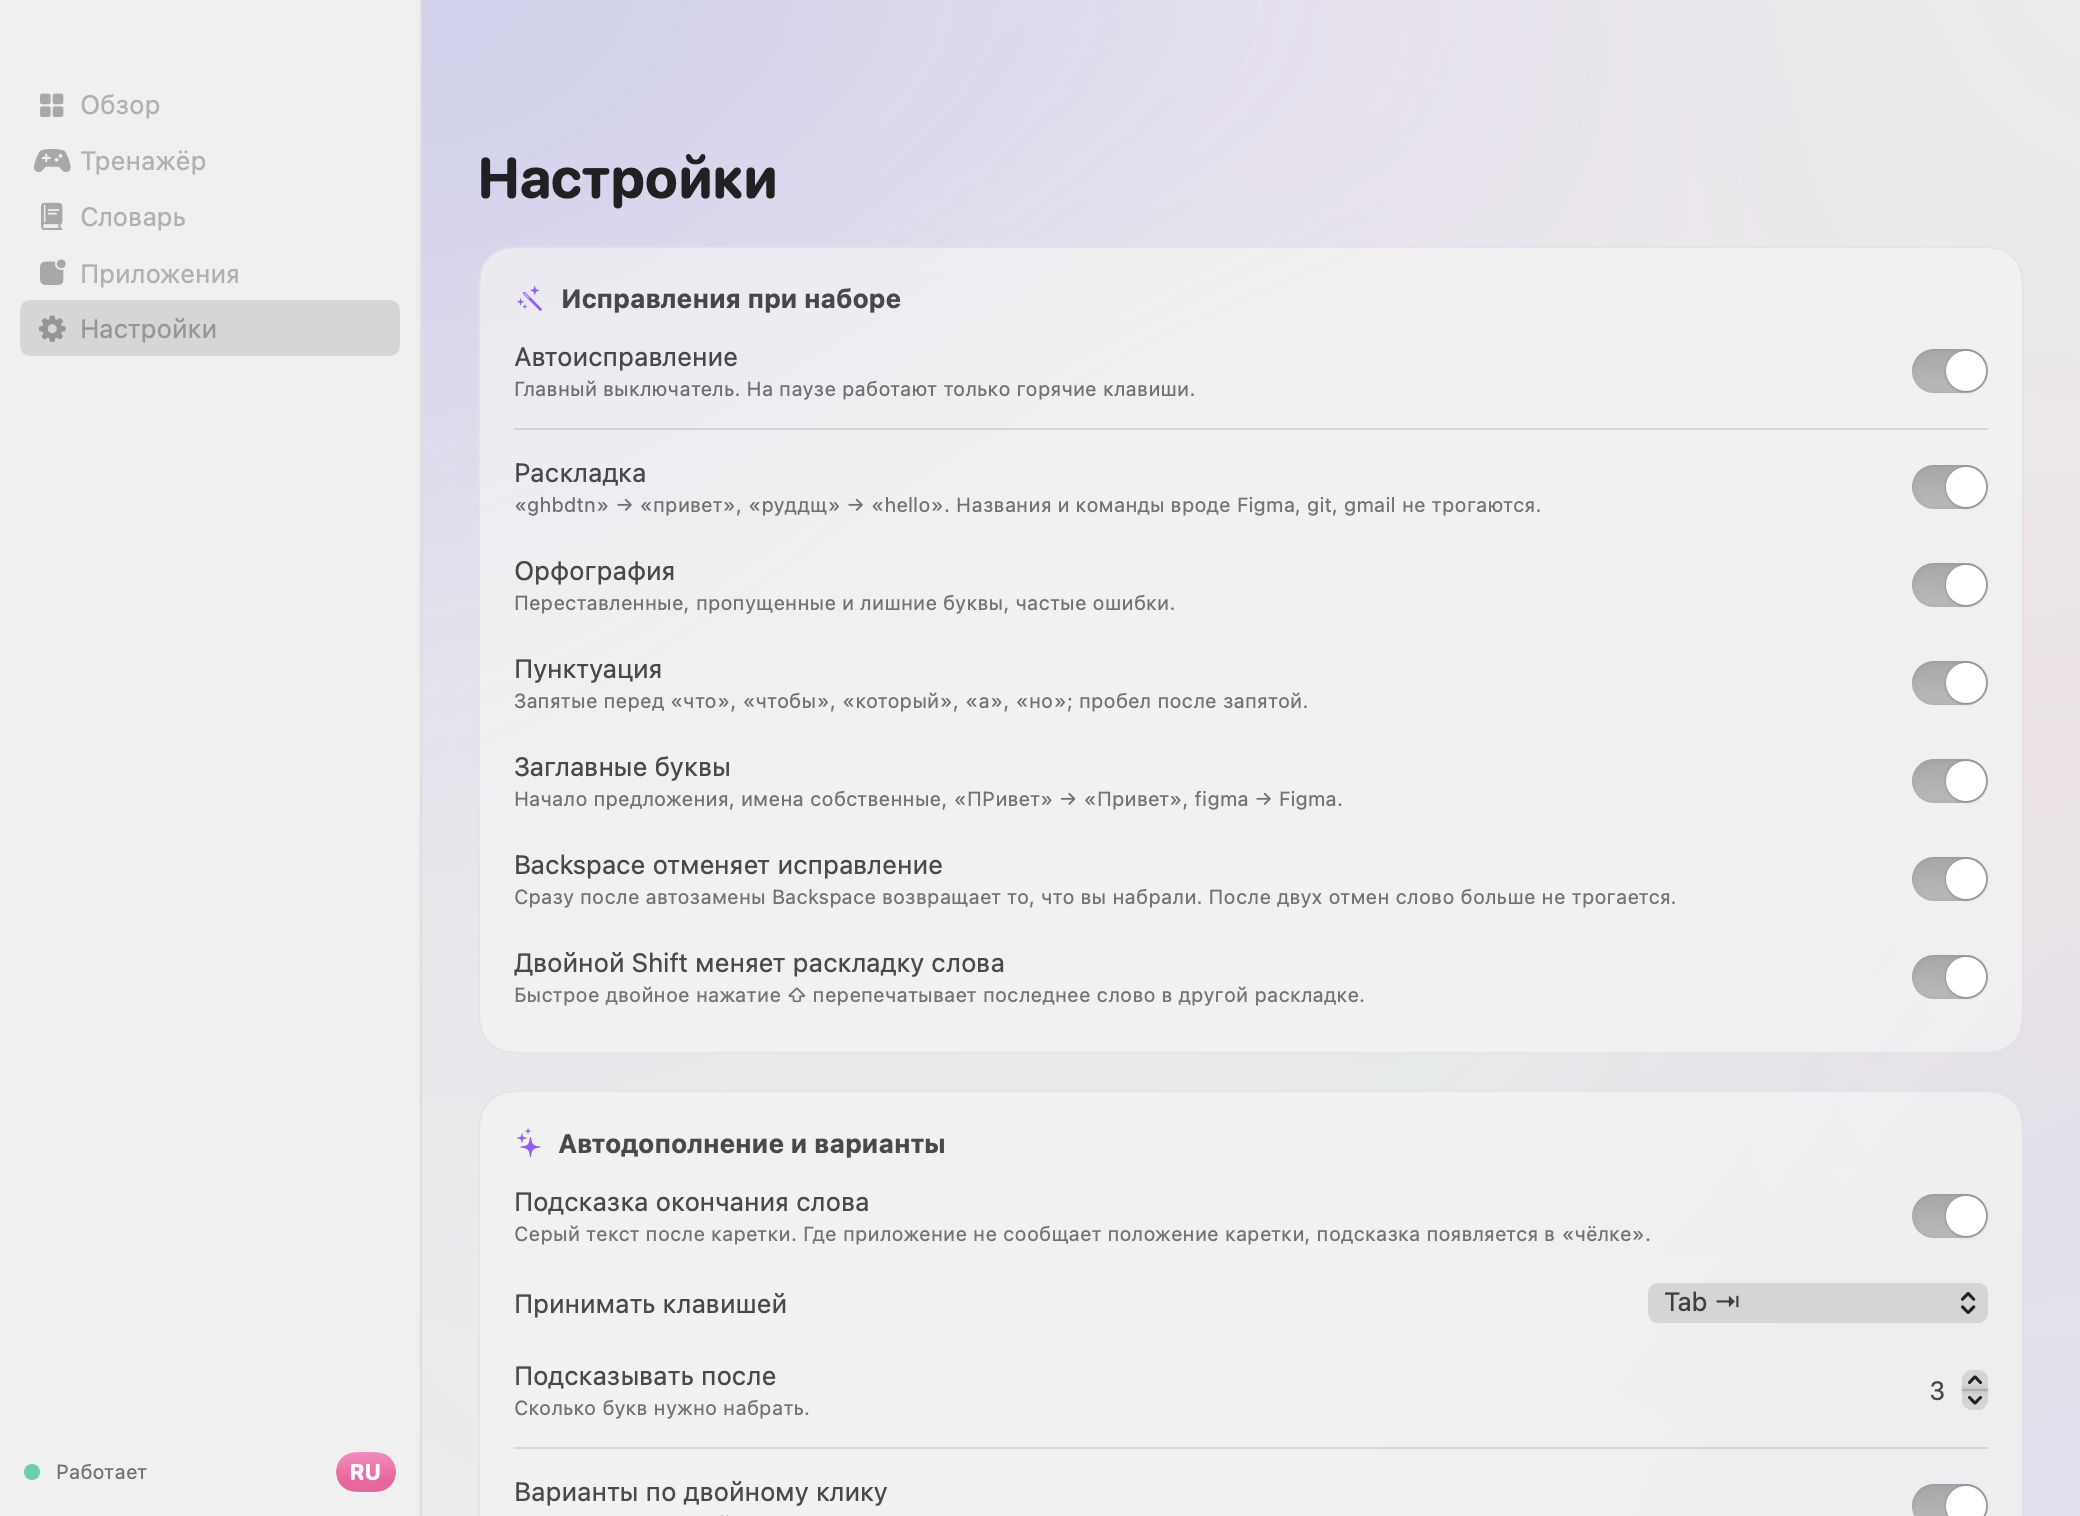 Обзор
Тренажёр
Словарь
Приложения
Настройки
Работает
RU
Настройки
Исправления при наборе
Автоисправление
Главный выключатель. На паузе работают только горячие клавиши.
Раскладка
«ghbdtn» → «привет», «руддщ» → «hello». Названия и команды вроде Figma, git, gmail не трогаются.
Орфография
Переставленные, пропущенные и лишние буквы, частые ошибки.
Пунктуация
Запятые перед «что», «чтобы», «который», «а», «но»; пробел после запятой.
Заглавные буквы
Начало предложения, имена собственные, «ПРивет» → «Привет», figma → Figma.
Backspace отменяет исправление
Сразу после автозамены Backspace возвращает то, что вы набрали. После двух отмен слово больше не трогается.
Двойной Shift меняет раскладку слова
Быстрое двойное нажатие ⇧ перепечатывает последнее слово в другой раскладке.
Автодополнение и варианты
Подсказка окончания слова
Серый текст после каретки. Где приложение не сообщает положение каретки, подсказка появляется в «чёлке».
Принимать клавишей
Tab ⇥
Подсказывать после
3
Сколько букв нужно набрать.
Варианты по двойному клику